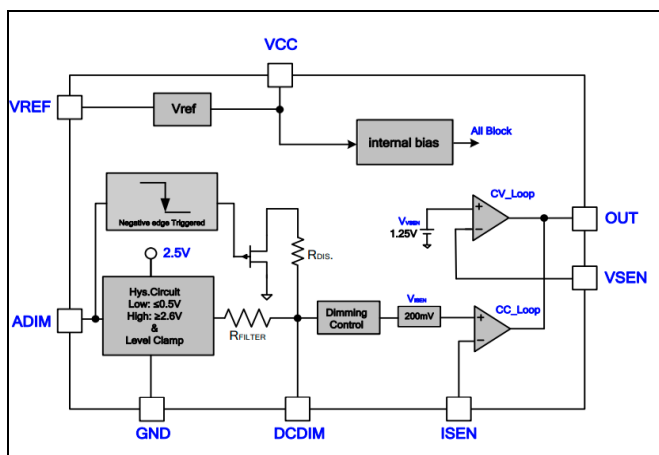 VCC
VREF
Vref
internal bias
All Block
Negative edge Triggered
2.5V
RDIS.
CV_Loop
VVSEN
1.25V
OUT
VSEN
ADIM
Hys.Circuit
Low: ≤0.5V
High: ≥2.6V
&
Level Clamp
RFILTER
Dimming
Control
VISEN
200mV
CC_Loop
GND
DCDIM
ISEN